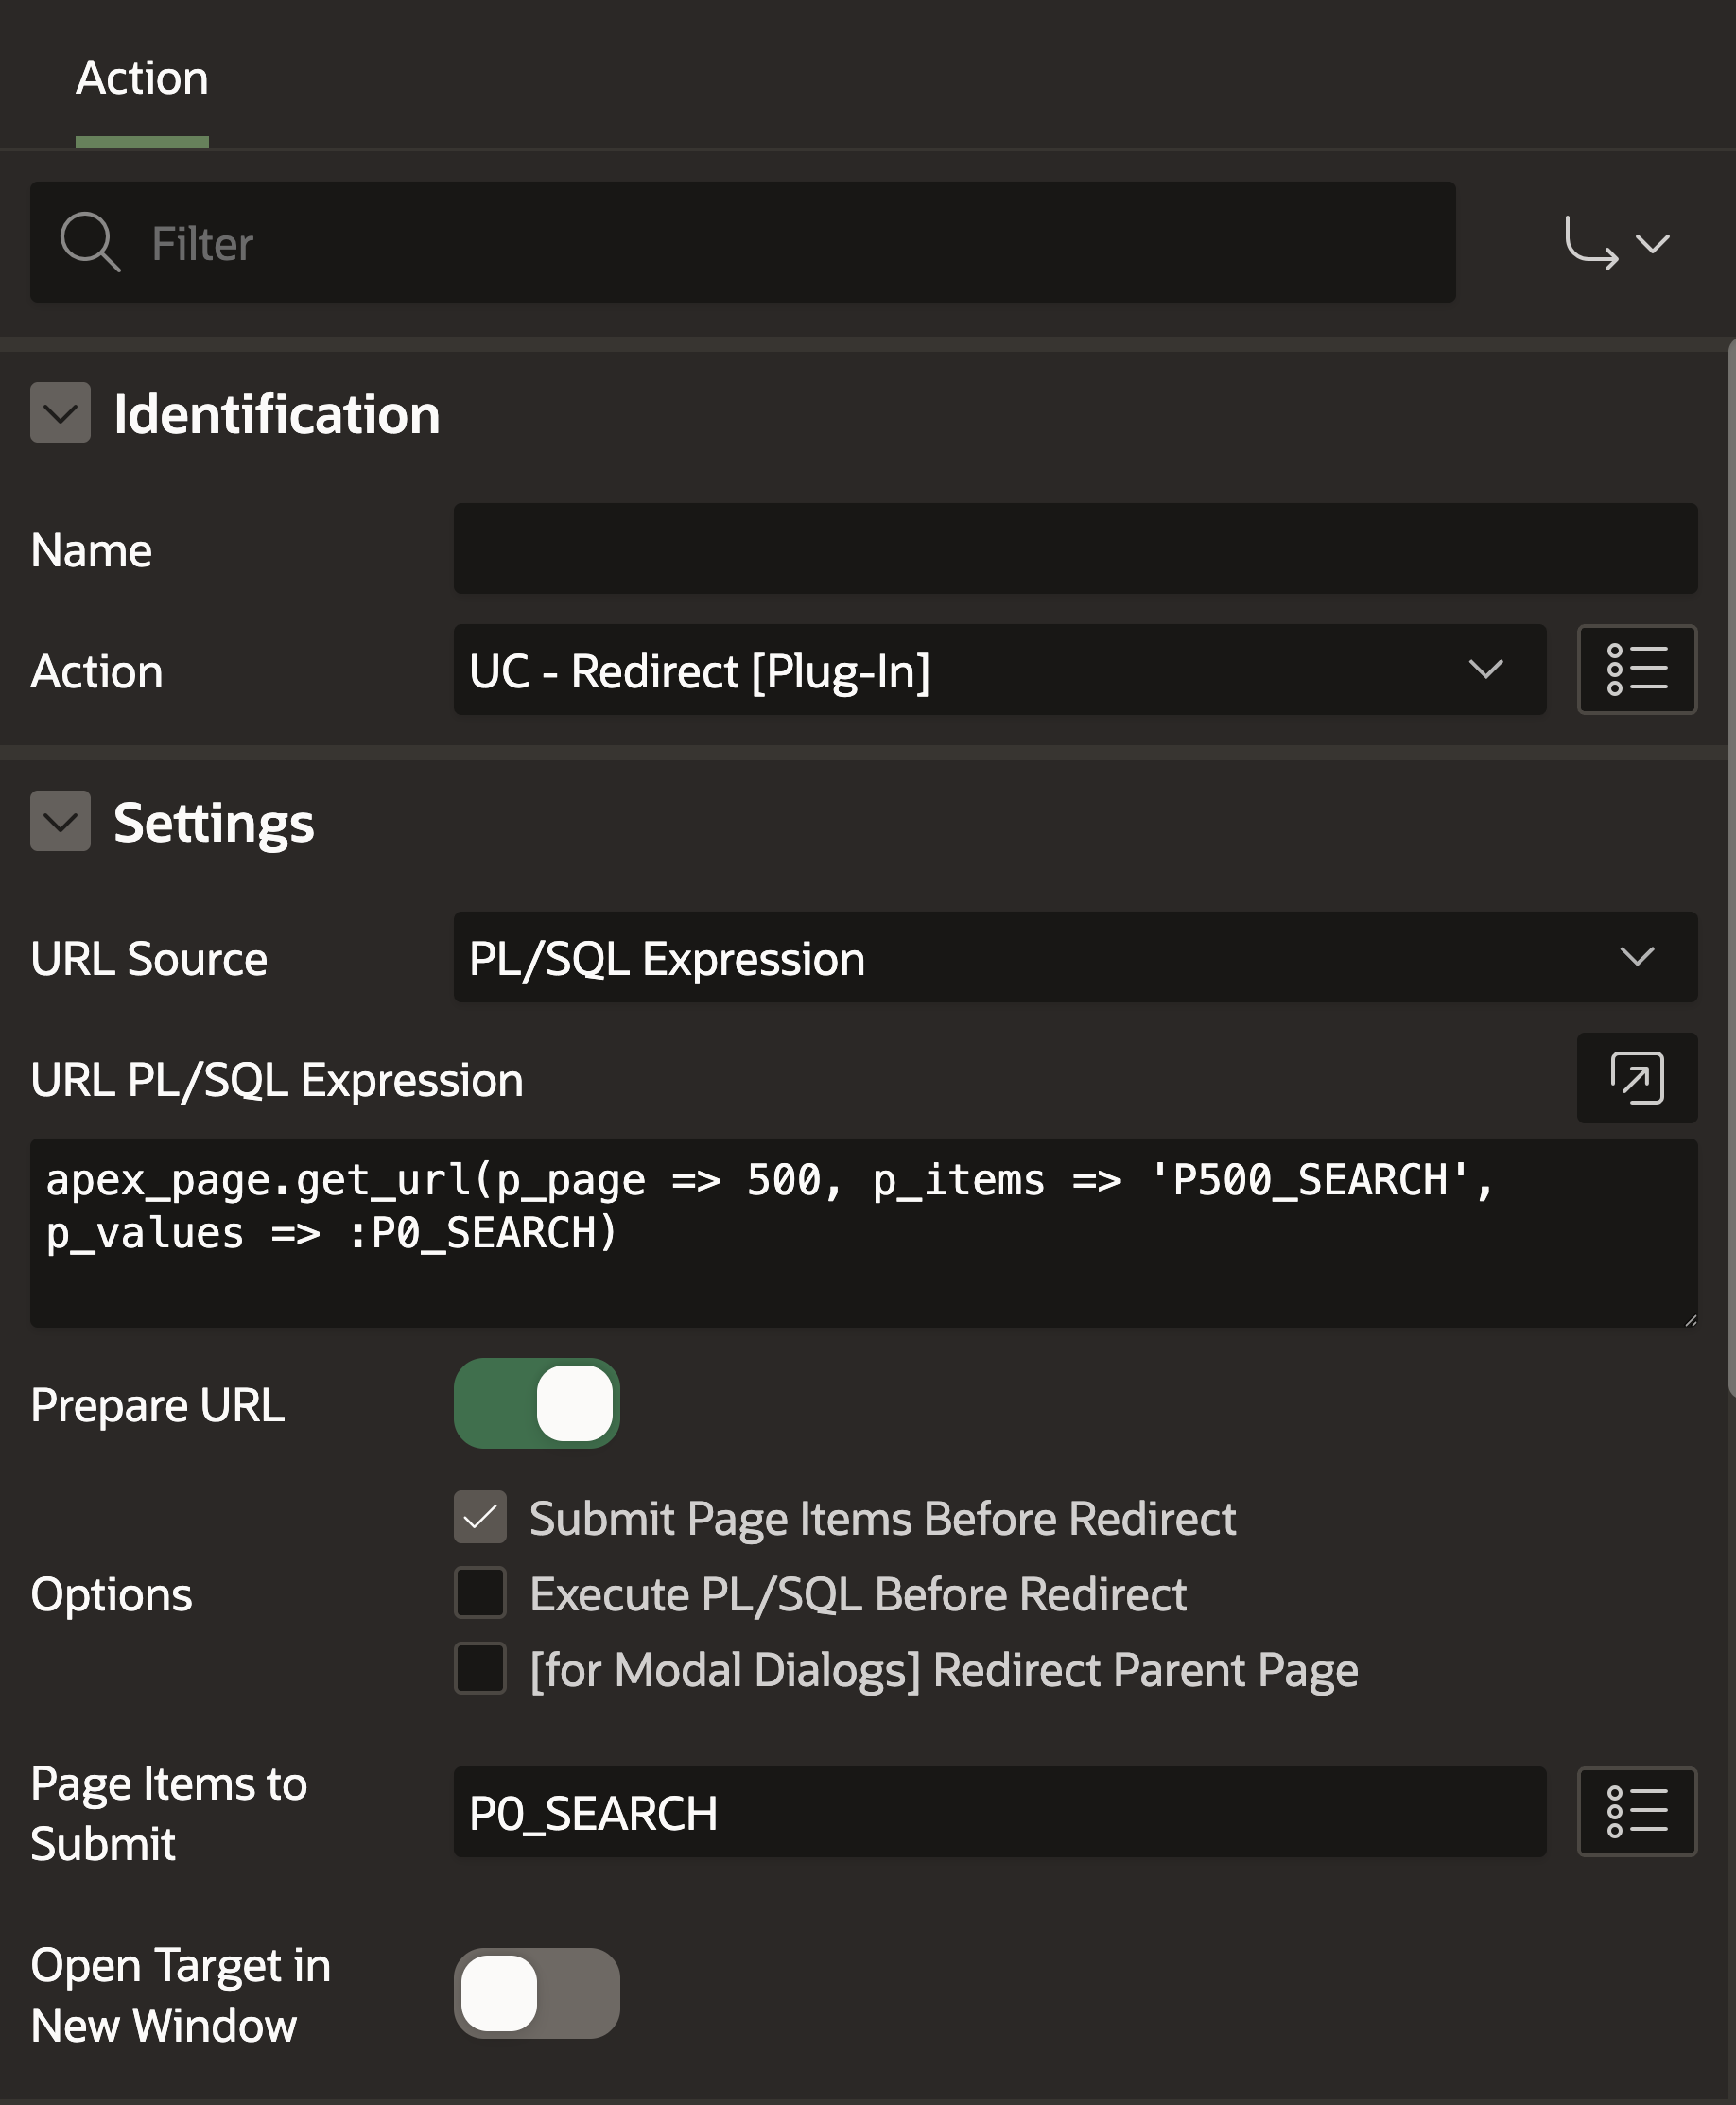 Action
Filter
Identification
Name
Action
UC - Redirect [Plug-In]
Settings
URL Source
PL/SQL Expression
URL PL/SQL Expression
apex_page.get_url(p_page => 500, p_items => 'P500_SEARCH',
p_values => :P0_SEARCH)
Prepare URL
Options
Submit Page Items Before Redirect
Execute PL/SQL Before Redirect
[for Modal Dialogs] Redirect Parent Page
Page Items to
Submit
P0_SEARCH
Open Target in
New Window